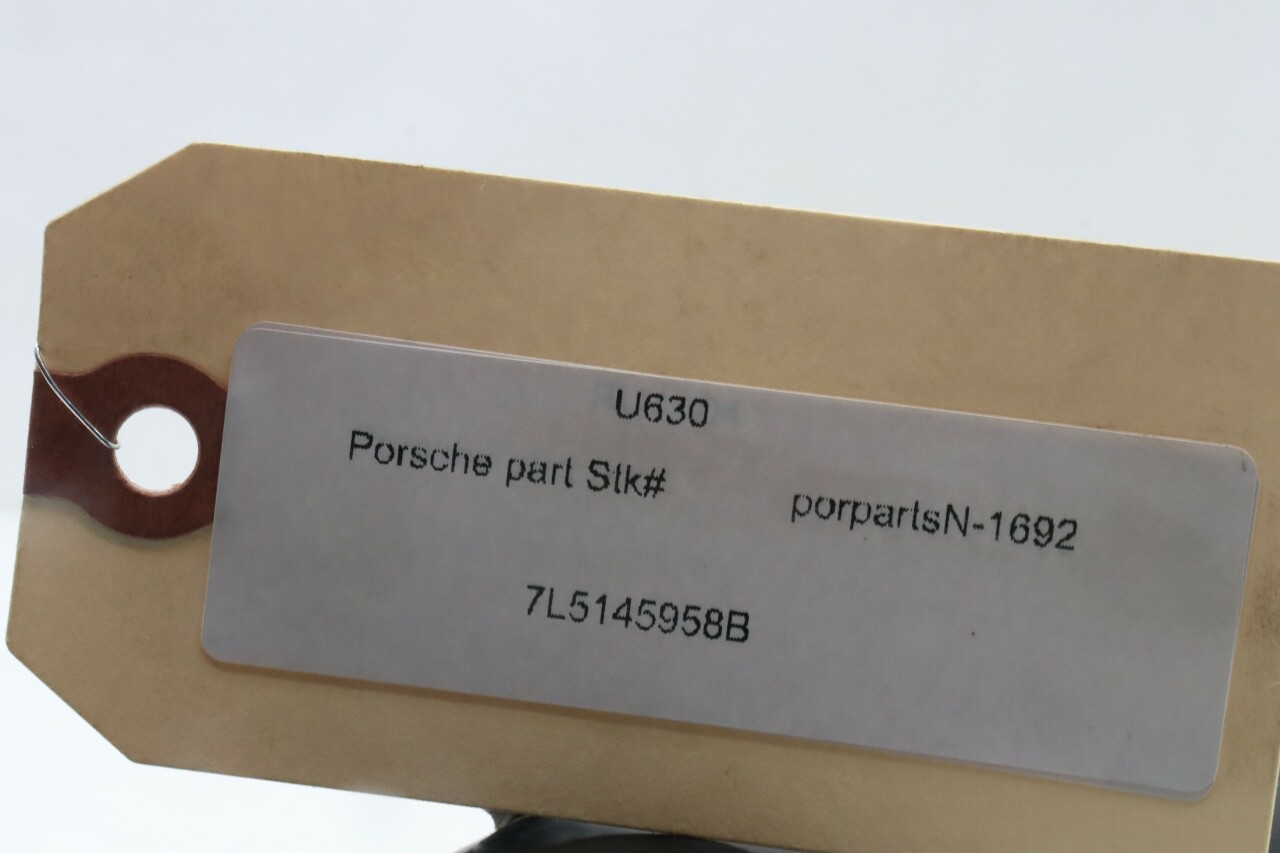 U630
Porsche part Stk# porpartsN-1692
7L5145958B